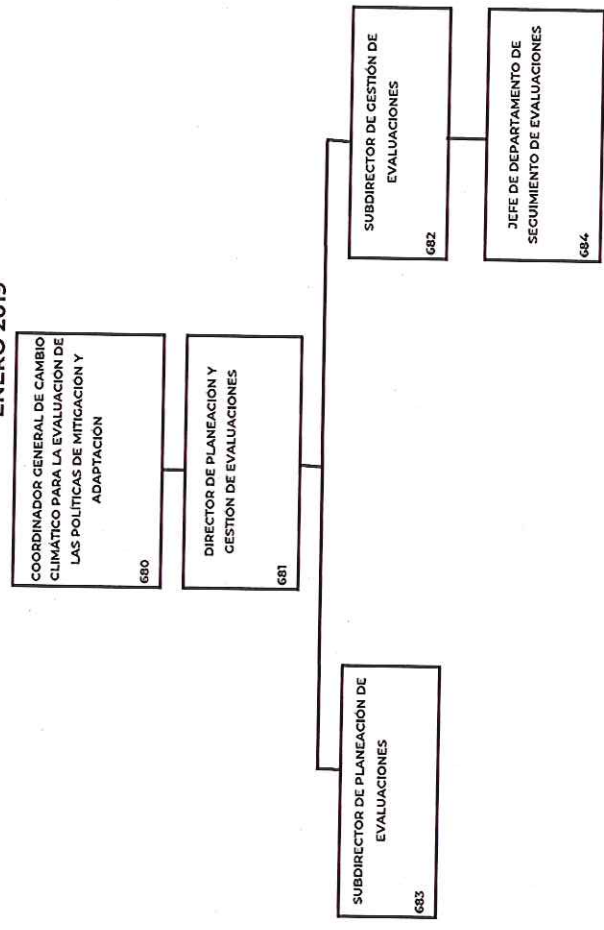 COORDINADOR GENERAL DE CAMBIO
CLIMÁTICO PARA LA EVALUACIÓN DE
LAS POLÍTICAS DE MITIGACIÓN Y
ADAPTACIÓN
680
DIRECTOR DE PLANEACIÓN Y
GESTIÓN DE EVALUACIONES
681
SUBDIRECTOR DE PLANEACIÓN DE
EVALUACIONES
683
SUBDIRECTOR DE GESTIÓN DE
EVALUACIONES
682
JEFE DE DEPARTAMENTO DE
SEGUIMIENTO DE EVALUACIONES
684